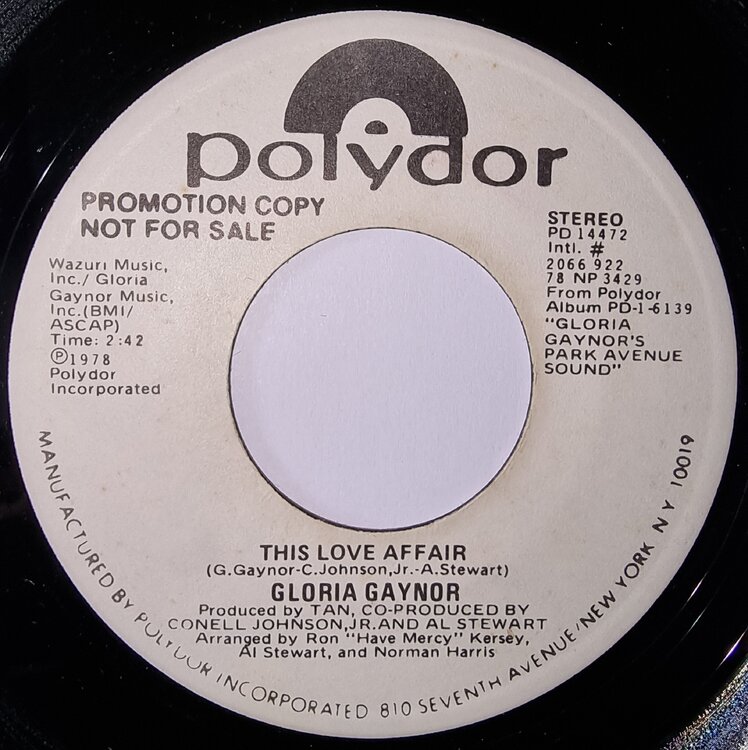 polydor
PROMOTION COPY
NOT FOR SALE
Wazuri Music,
Inc./ Gloria
Gaynor Music,
Inc.(BMI/
ASCAP)
Time: 2:42
Ⓟ1978
Polydor
Incorporated
STEREO
PD 14472
Intl. #
2066 922
78 NP 3429
From Polydor
Album PD-1-6139
"GLORIA
GAYNOR'S
PARK AVENUE
SOUND"
THIS LOVE AFFAIR
(G.Gaynor-C.Johnson,Jr.-A.Stewart)
GLORIA GAYNOR
Produced by TAN, CO-PRODUCED BY
CONELL JOHNSON,JR.AND AL STEWART
Arranged by Ron "Have Mercy" Kersey,
Al Stewart, and Norman Harris
MANUFACTURED BY POLYDOR INCORPORATED 810 SEVENTH AVENUE/NEW YORK N Y 10019